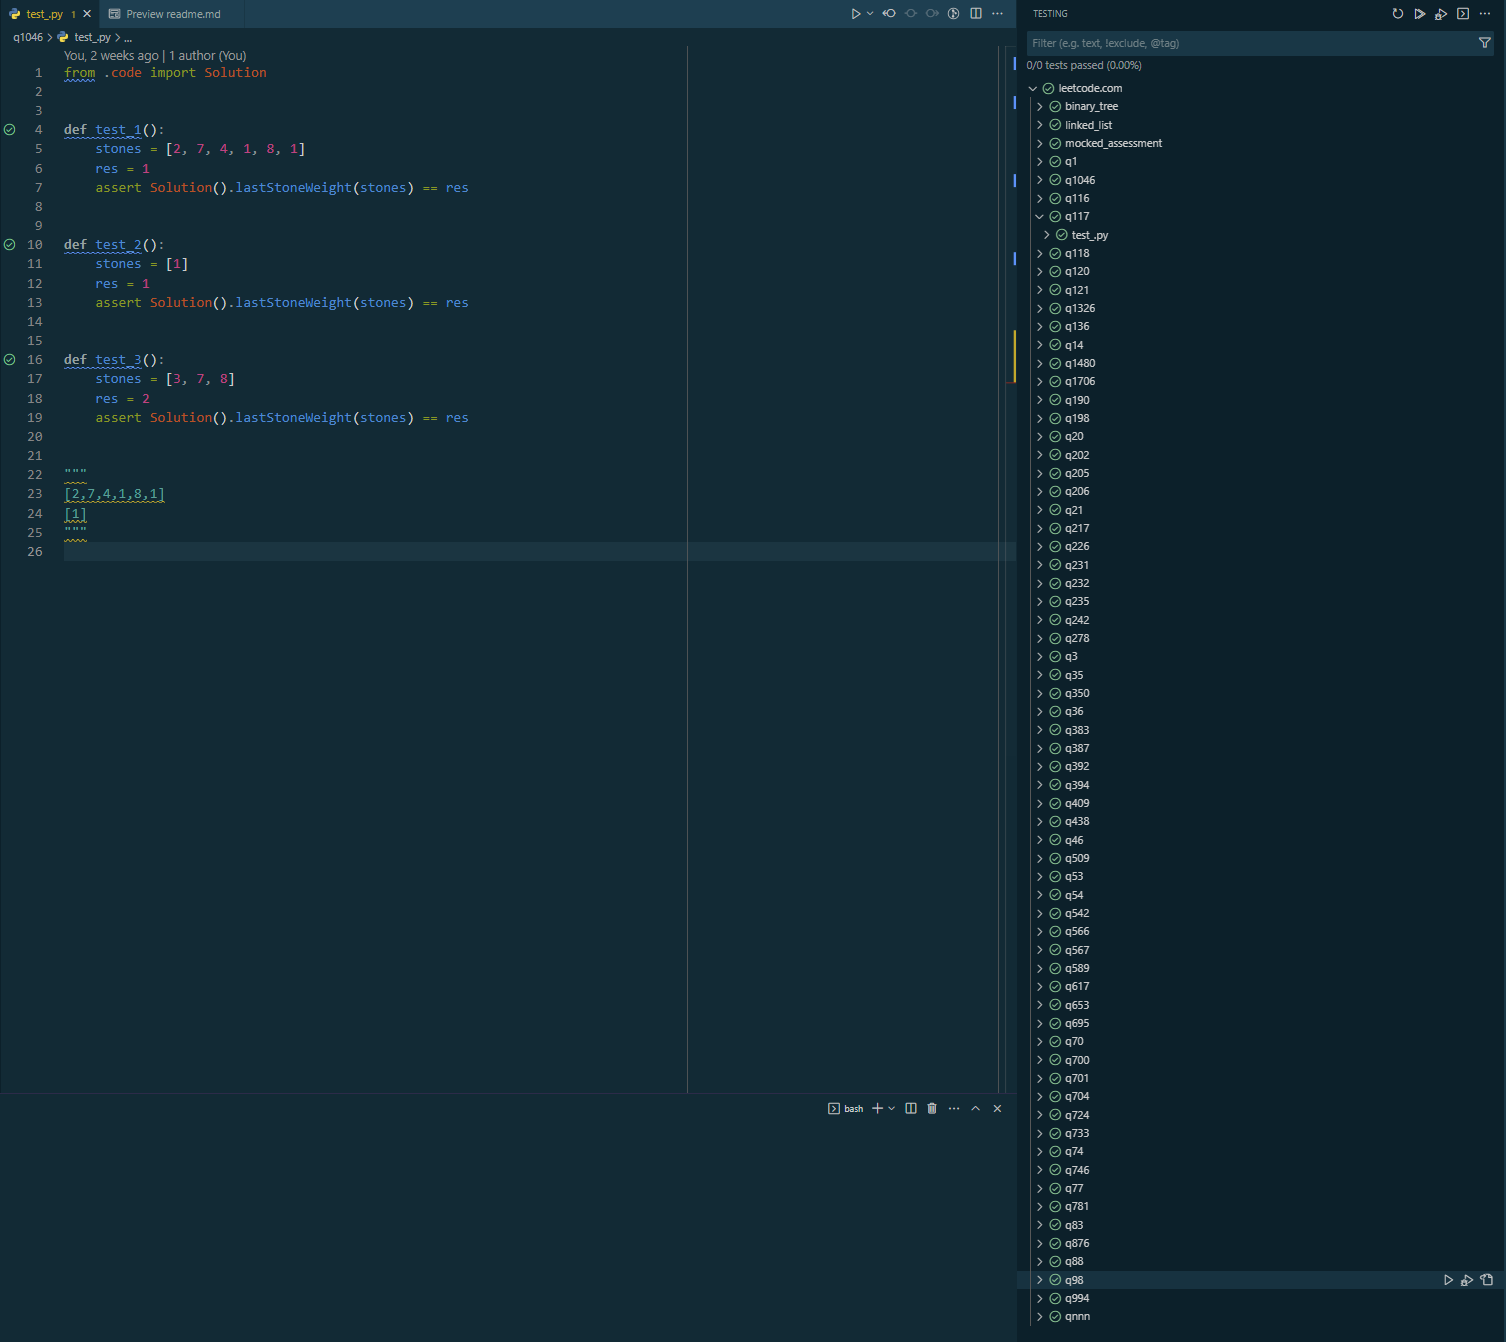 test_.py 1
Preview readme.md
q1046 > test_.py > ...
You, 2 weeks ago | 1 author (You)
1 from .code import Solution
2
3
4 def test_1():
5 stones = [2, 7, 4, 1, 8, 1]
6 res = 1
7 assert Solution().lastStoneWeight(stones) == res
8
9
10 def test_2():
11 stones = [1]
12 res = 1
13 assert Solution().lastStoneWeight(stones) == res
14
15
16 def test_3():
17 stones = [3, 7, 8]
18 res = 2
19 assert Solution().lastStoneWeight(stones) == res
20
21
22 """
23 [2,7,4,1,8,1]
24 [1]
25 """
26
bash
TESTING
Filter (e.g. text, !exclude, @tag)
0/0 tests passed (0.00%)
leetcode.com
binary_tree
linked_list
mocked_assessment
q1
q1046
q116
q117
test_.py
q118
q120
q121
q1326
q136
q14
q1480
q1706
q190
q198
q20
q202
q205
q206
q21
q217
q226
q231
q232
q235
q242
q278
q3
q35
q350
q36
q383
q387
q392
q394
q409
q438
q46
q509
q53
q54
q542
q566
q567
q589
q617
q653
q695
q70
q700
q701
q704
q724
q733
q74
q746
q77
q781
q83
q876
q88
q98
q994
qnnn